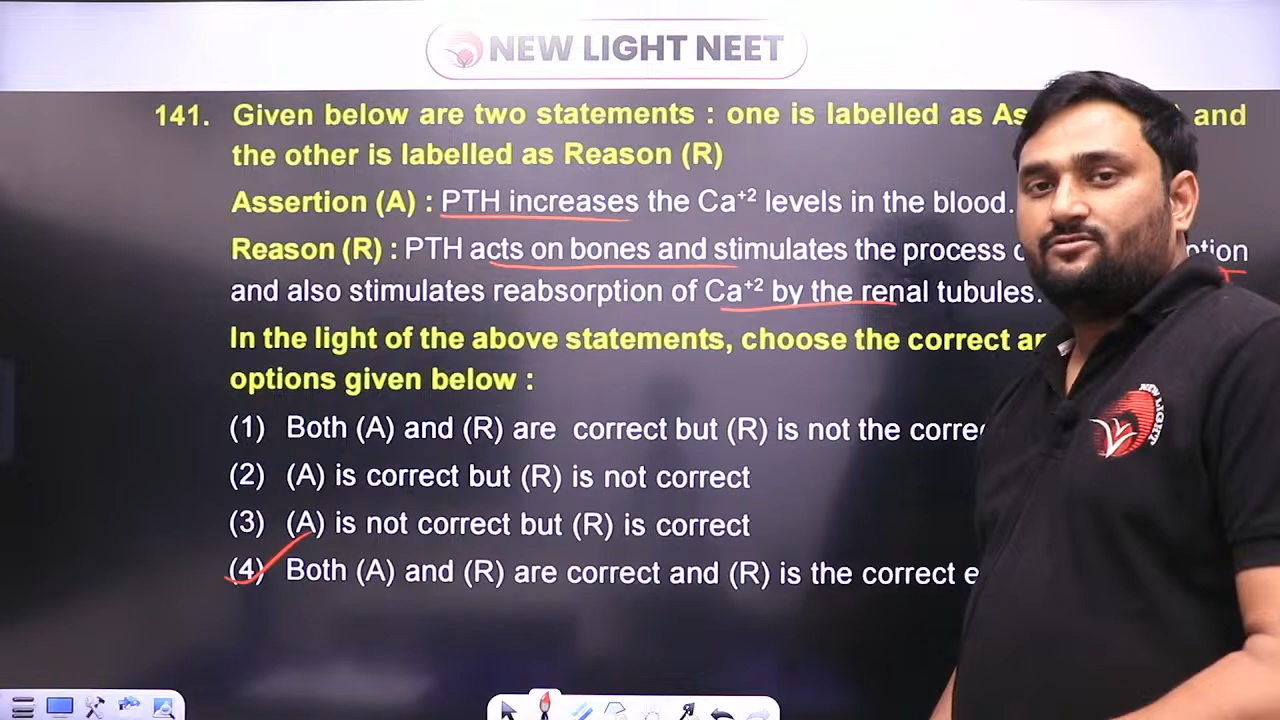 NEW LIGHT NEET
141. Given below are two statements : one is labelled as and
the other is labelled as Reason (R)
Assertion (A) : PTH increases the Ca⁺² levels in the blood.
Reason (R) : PTH acts on bones and stimulates the process
and also stimulates reabsorption of Ca⁺² by the renal tubules.
In the light of the above statements, choose the correct
options given below :
(1) Both (A) and (R) are correct but (R) is not the
(2) (A) is correct but (R) is not correct
(3) (A) is not correct but (R) is correct
(4) Both (A) and (R) are correct and (R) is the correct
NEW LIGHT